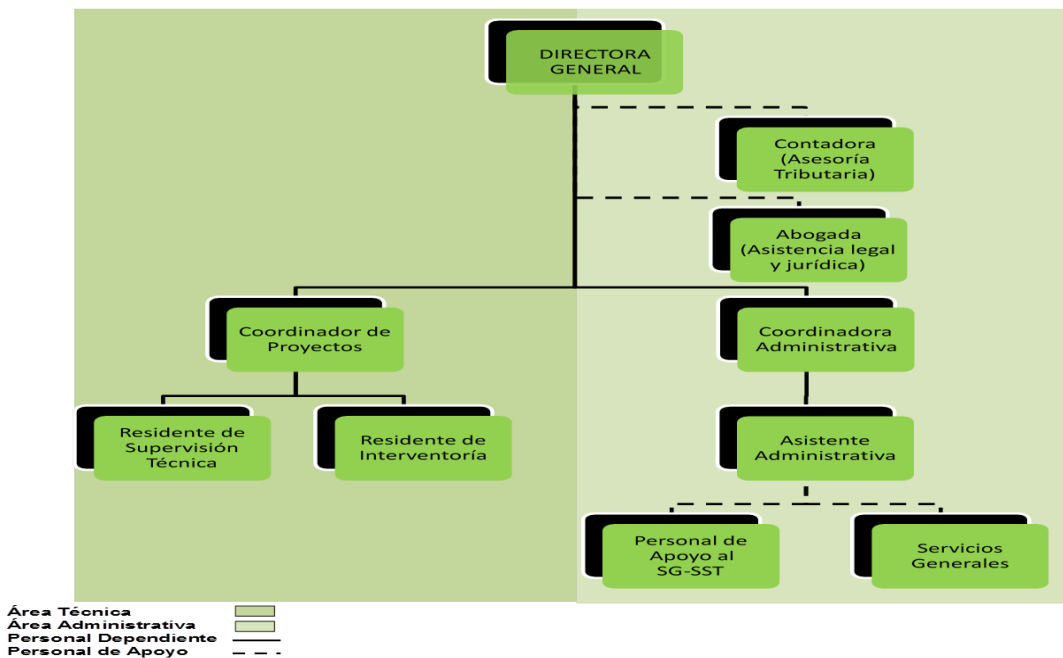 DIRECTORA
GENERAL
Contadora
(Asesoría
Tributaria)
Abogada
(Asistencia legal
y jurídica)
Coordinador de
Proyectos
Coordinadora
Administrativa
Residente de
Supervisión
Técnica
Residente de
Interventoría
Asistente
Administrativa
Personal de
Apoyo al
SG-SST
Servicios
Generales
Área Técnica
Área Administrativa
Personal Dependiente
Personal de Apoyo